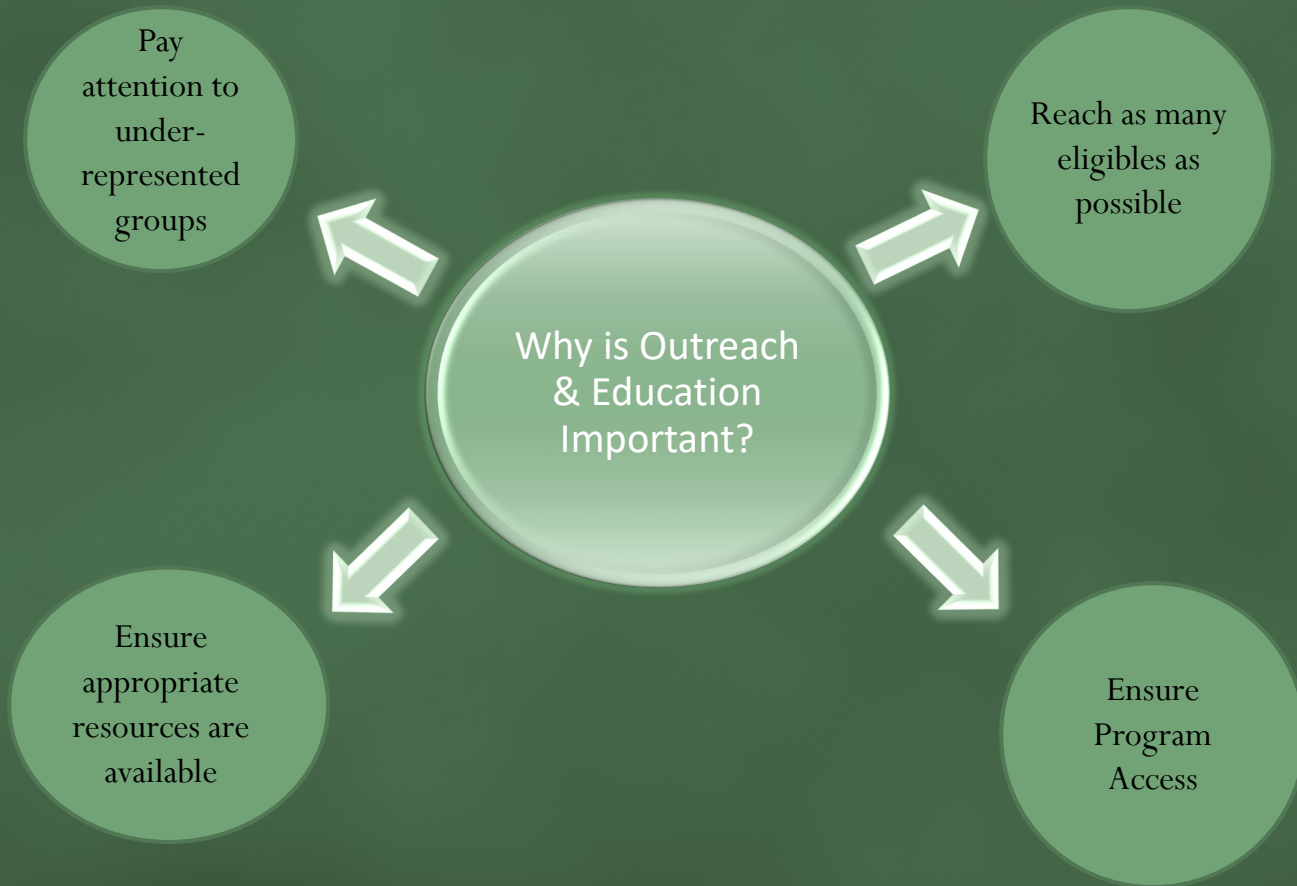 Pay
attention to
under-
represented
groups
Reach as many
eligibles as
possible
Why is Outreach
& Education
Important?
Ensure
appropriate
resources are
available
Ensure
Program
Access